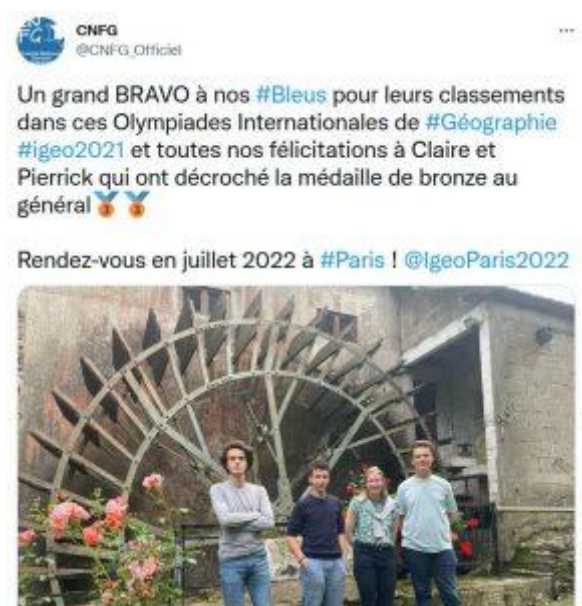 CNFG
@CNFG_Officiel
Un grand BRAVO à nos #Bleus pour leurs classements
dans ces Olympiades Internationales de #Géographie
#igeo2021 et toutes nos félicitations à Claire et
Pierrick qui ont décroché la médaille de bronze au
général🥉🥉
Rendez-vous en juillet 2022 à #Paris ! @IgeoParis2022